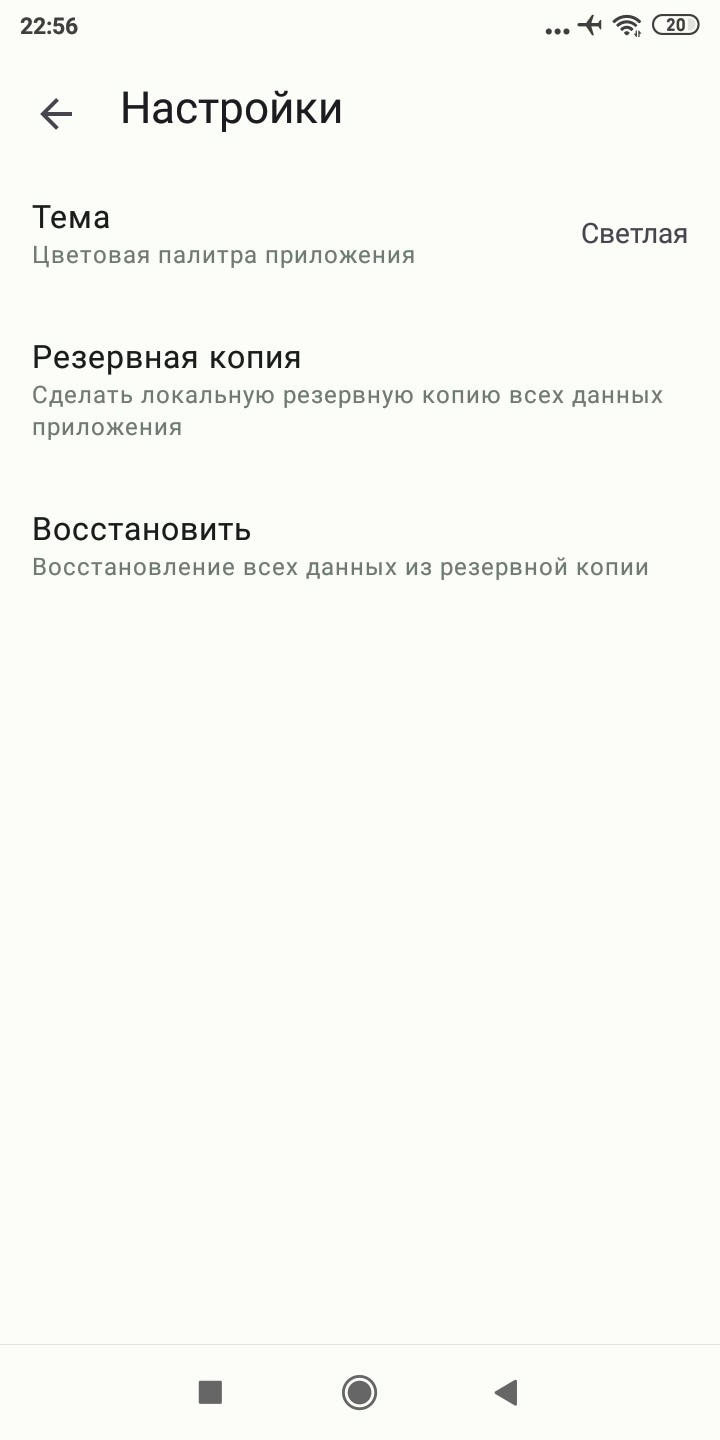 22:56
20
Настройки
Тема
Цветовая палитра приложения
Светлая
Резервная копия
Сделать локальную резервную копию всех данных
приложения
Восстановить
Восстановление всех данных из резервной копии